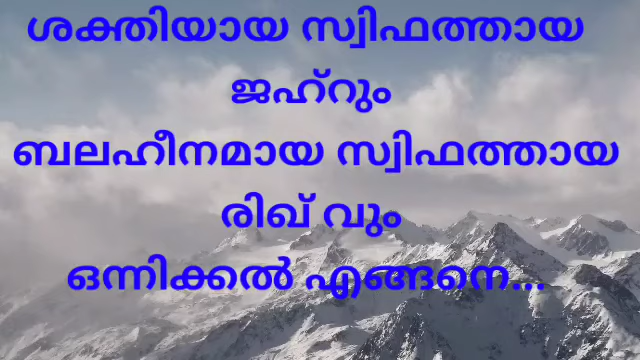 ശക്തിയായ സ്വിഫത്തായ
ജഹ്റും
ബലഹീനമായ സ്വിഫത്തായ
രിഖ് വും
ഒന്നിക്കൽ എങ്ങനെ...